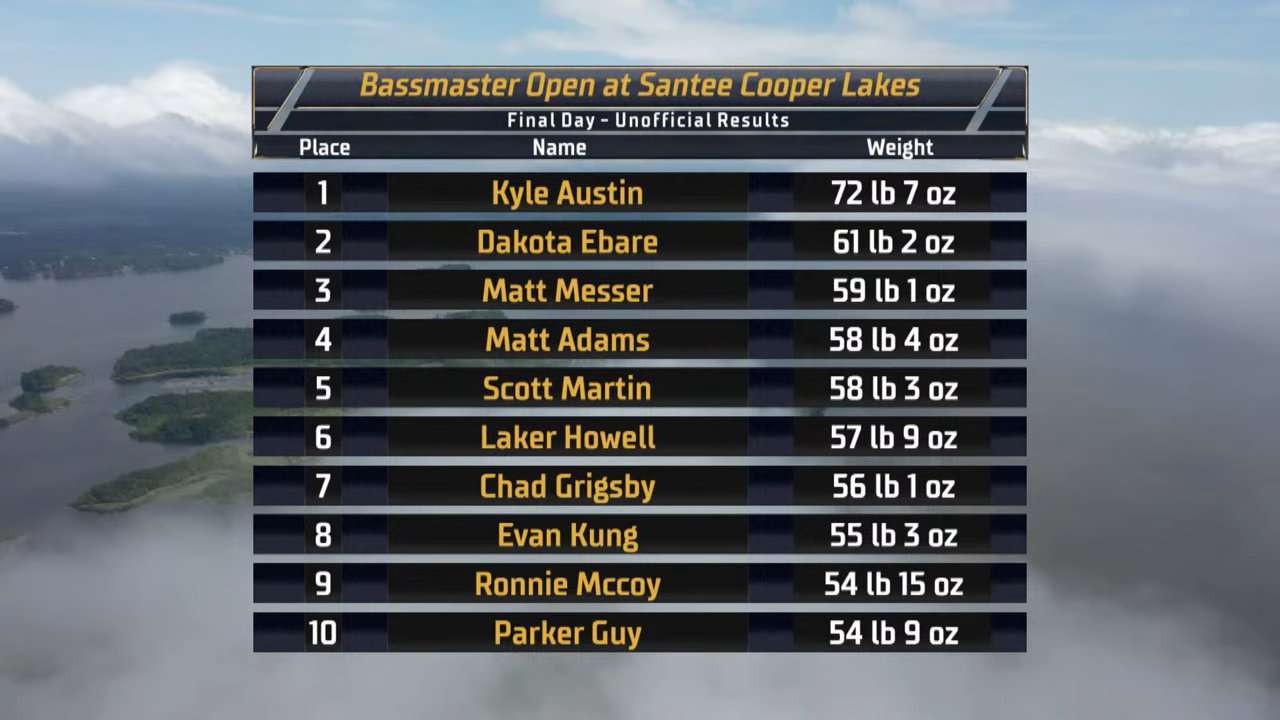 Bassmaster Open at Santee Cooper Lakes
Final Day - Unofficial Results
Place Name Weight
1 Kyle Austin 72 lb 7 oz
2 Dakota Ebare 61 lb 2 oz
3 Matt Messer 59 lb 1 oz
4 Matt Adams 58 lb 4 oz
5 Scott Martin 58 lb 3 oz
6 Laker Howell 57 lb 9 oz
7 Chad Grigsby 56 lb 1 oz
8 Evan Kung 55 lb 3 oz
9 Ronnie Mccoy 54 lb 15 oz
10 Parker Guy 54 lb 9 oz